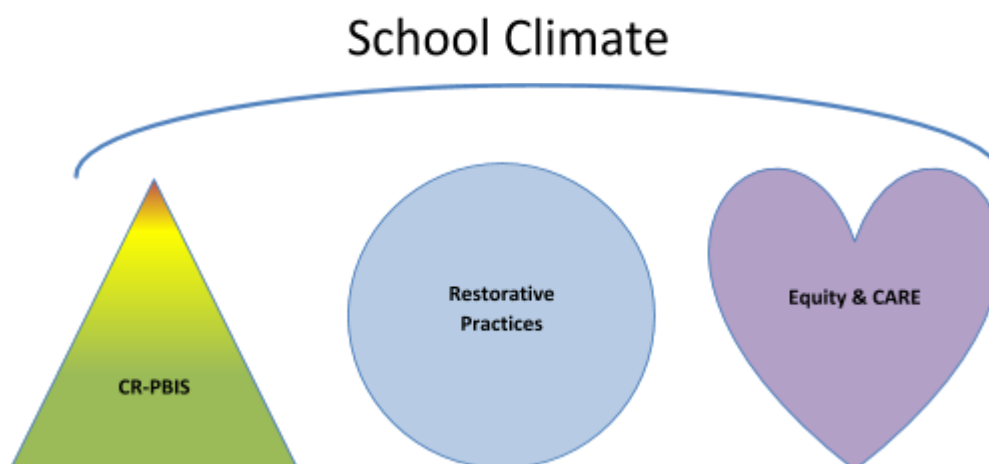 School Climate
CR-PBIS
Restorative
Practices
Equity & CARE